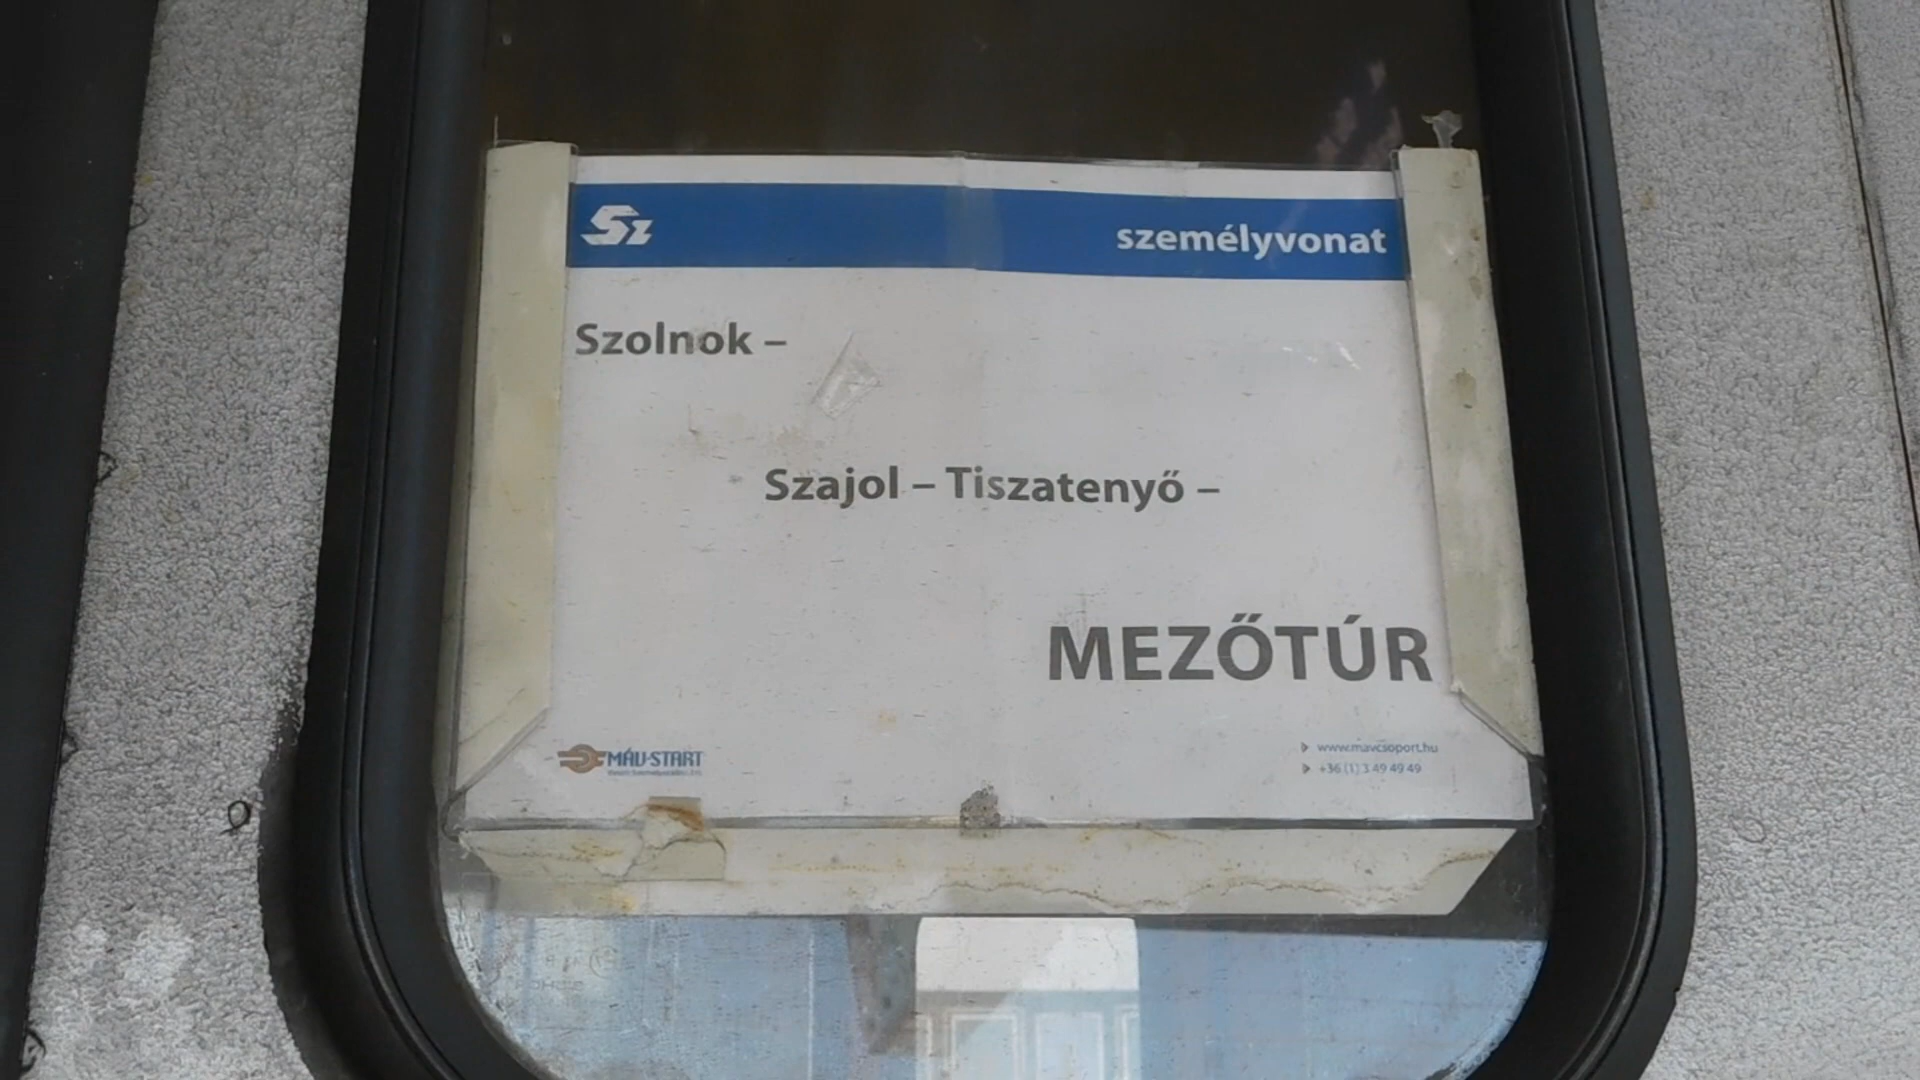 Sz személyvonat
Szolnok –
Szajol – Tiszatenyő –
MEZŐTÚR
MÁV-START
www.mavcsoport.hu
+36 (1) 3 49 49 49